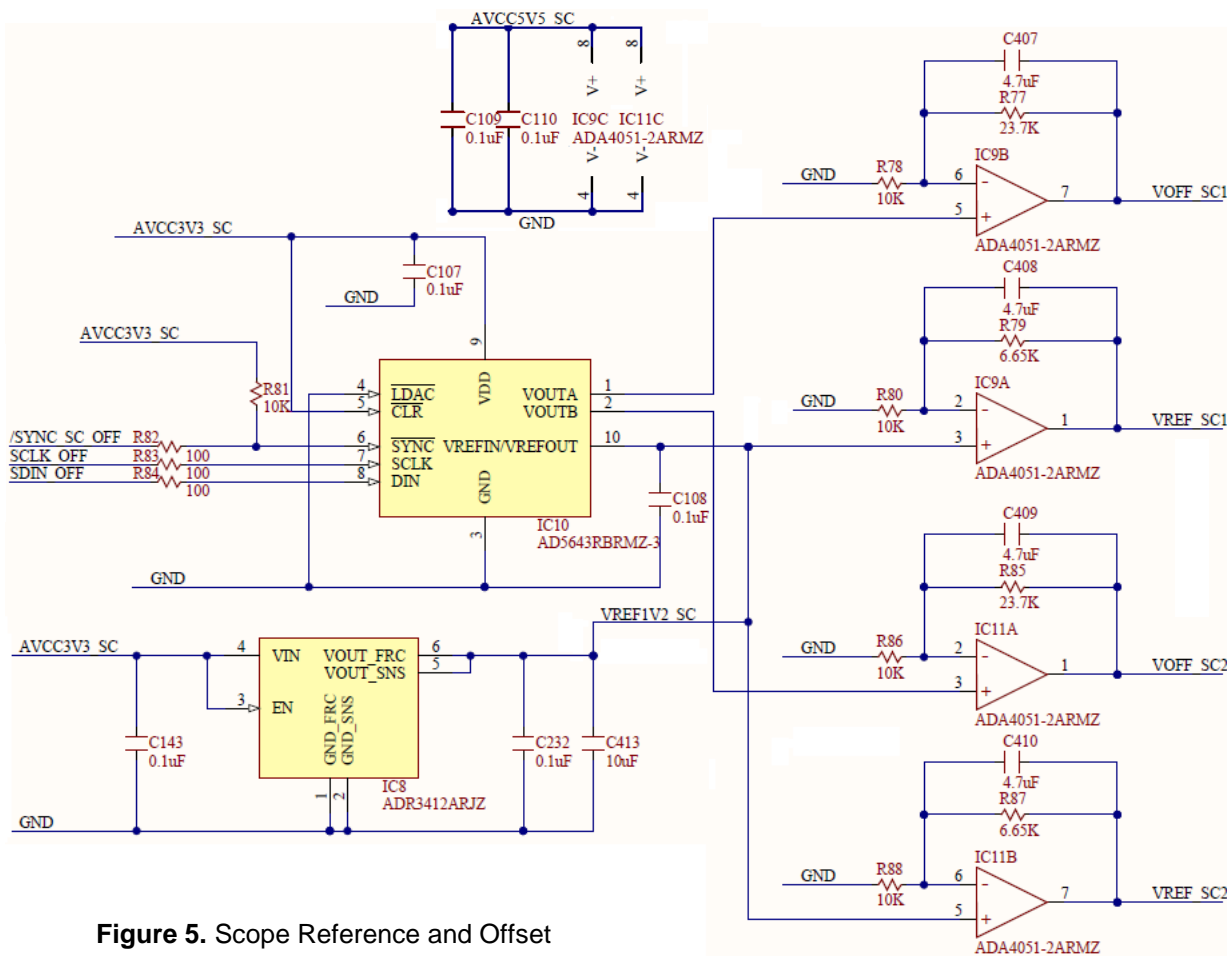 AVCC5V5_SC
8
8
V+
V+
C109
0.1uF
C110
0.1uF
IC9C IC11C
ADA4051-2ARMZ
V-
V-
4
4
GND
AVCC3V3_SC
C107
0.1uF
GND
AVCC3V3_SC
R81
10K
/SYNC_SC_OFF
R82
100
SCLK_OFF
R83
100
SDIN_OFF
R84
100
9
VDD
4
LDAC
5
CLR
6
SYNC
7
SCLK
8
DIN
VOUTA
1
VOUTB
2
VREFIN/VREFOUT
10
GND
3
IC10
AD5643RBRMZ-3
C108
0.1uF
GND
AVCC3V3_SC
4
VIN
3
EN
VOUT_FRC
6
VOUT_SNS
5
GND_FRC
GND_SNS
1
2
IC8
ADR3412ARJZ
C143
0.1uF
C232
0.1uF
C413
10uF
VREF1V2_SC
GND
C407
4.7uF
R77
23.7K
IC9B
GND
R78
10K
6
-
5
+
7
VOFF_SC1
ADA4051-2ARMZ
C408
4.7uF
R79
6.65K
IC9A
GND
R80
10K
2
-
3
+
1
VREF_SC1
ADA4051-2ARMZ
C409
4.7uF
R85
23.7K
IC11A
GND
R86
10K
2
-
3
+
1
VOFF_SC2
ADA4051-2ARMZ
C410
4.7uF
R87
6.65K
IC11B
GND
R88
10K
6
-
5
+
7
VREF_SC2
ADA4051-2ARMZ
Figure 5. Scope Reference and Offset